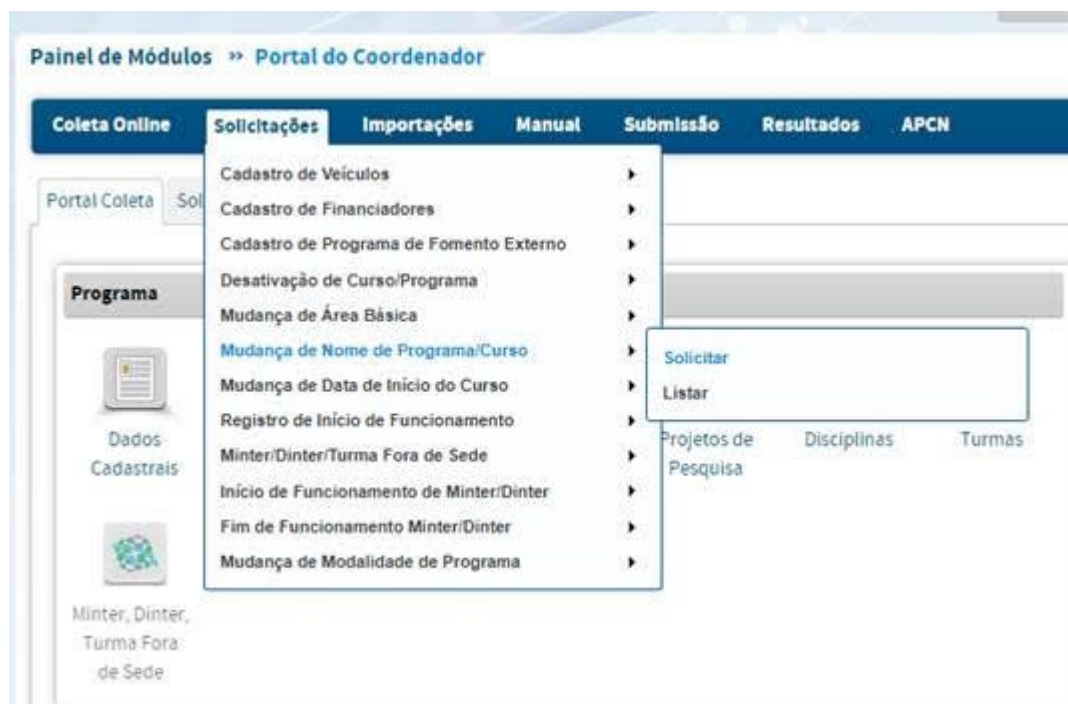 Painel de Módulos » Portal do Coordenador
Coleta Online Solicitações Importações Manual Submissão Resultados APCN
Portal Coleta Sol
Cadastro de Veículos
Cadastro de Financiadores
Cadastro de Programa de Fomento Externo
Desativação de Curso/Programa
Mudança de Área Básica
Mudança de Nome de Programa/Curso
Mudança de Data de Início do Curso
Registro de Início de Funcionamento
Minter/Dinter/Turma Fora de Sede
Início de Funcionamento de Minter/Dinter
Fim de Funcionamento Minter/Dinter
Mudança de Modalidade de Programa
Solicitar
Listar
Programa
Dados
Cadastrais
Projetos de
Pesquisa
Disciplinas
Turmas
Minter, Dinter,
Turma Fora
de Sede